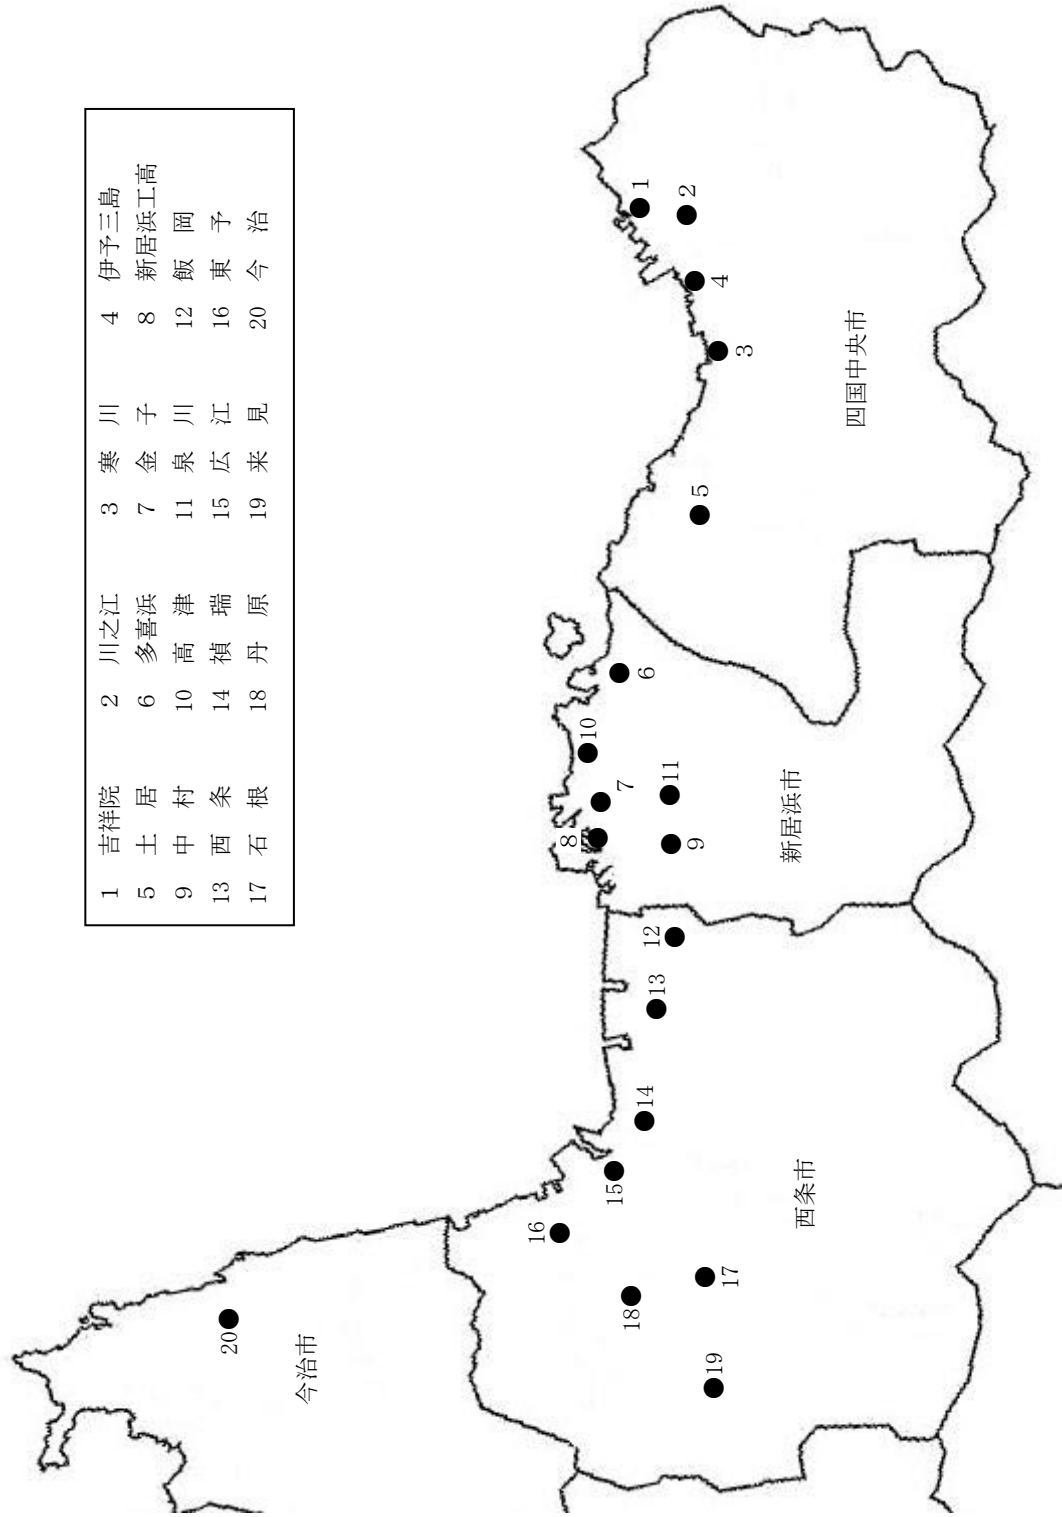 1 吉祥院 2 川之江 3 寒川 4 伊予三島
5 土居 6 多喜浜 7 金子 8 新居浜工高
9 中村 10 高津 11 泉川 12 飯岡
13 西条 14 禎瑞 15 広江 16 東予
17 石根 18 丹原 19 来見 20 今治
20
今治市
16
18
19
15
17
14
西条市
13
12
8
9
7
11
新居浜市
10
6
5
3
四国中央市
4
2
1